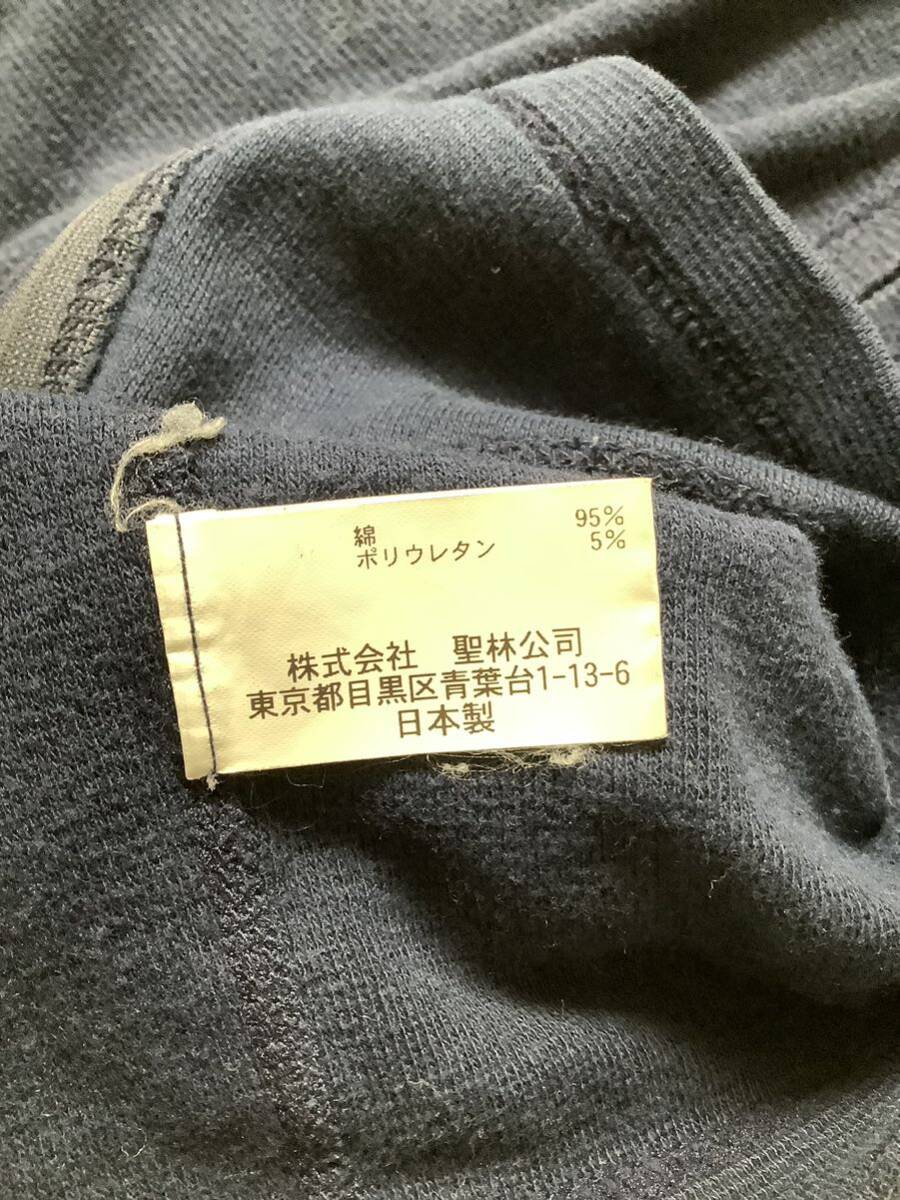 綿 95%
ポリウレタン 5%
株式会社 聖林公司
東京都目黒区青葉台1-13-6
日本製